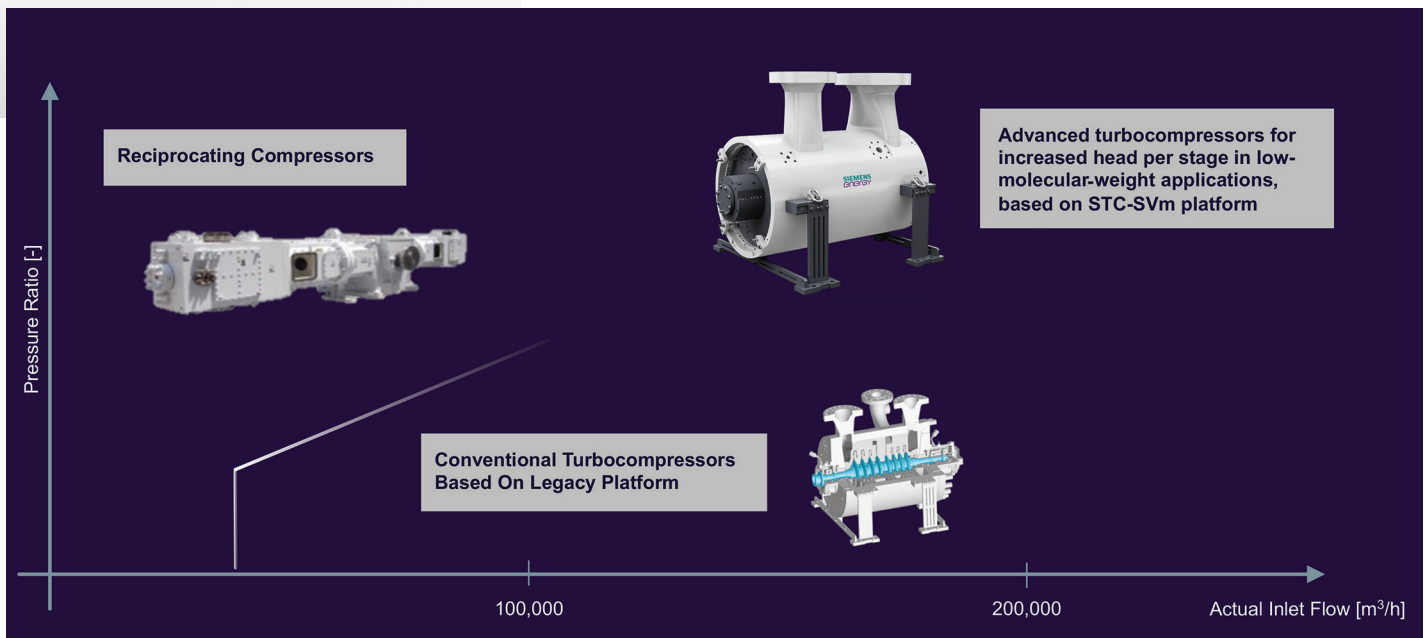 Reciprocating Compressors
SIEMENS
energy
Advanced turbocompressors for
increased head per stage in low-
molecular-weight applications,
based on STC-SVm platform
Pressure Ratio [-]
Conventional Turbocompressors
Based On Legacy Platform
100,000
200,000
Actual Inlet Flow [m³/h]